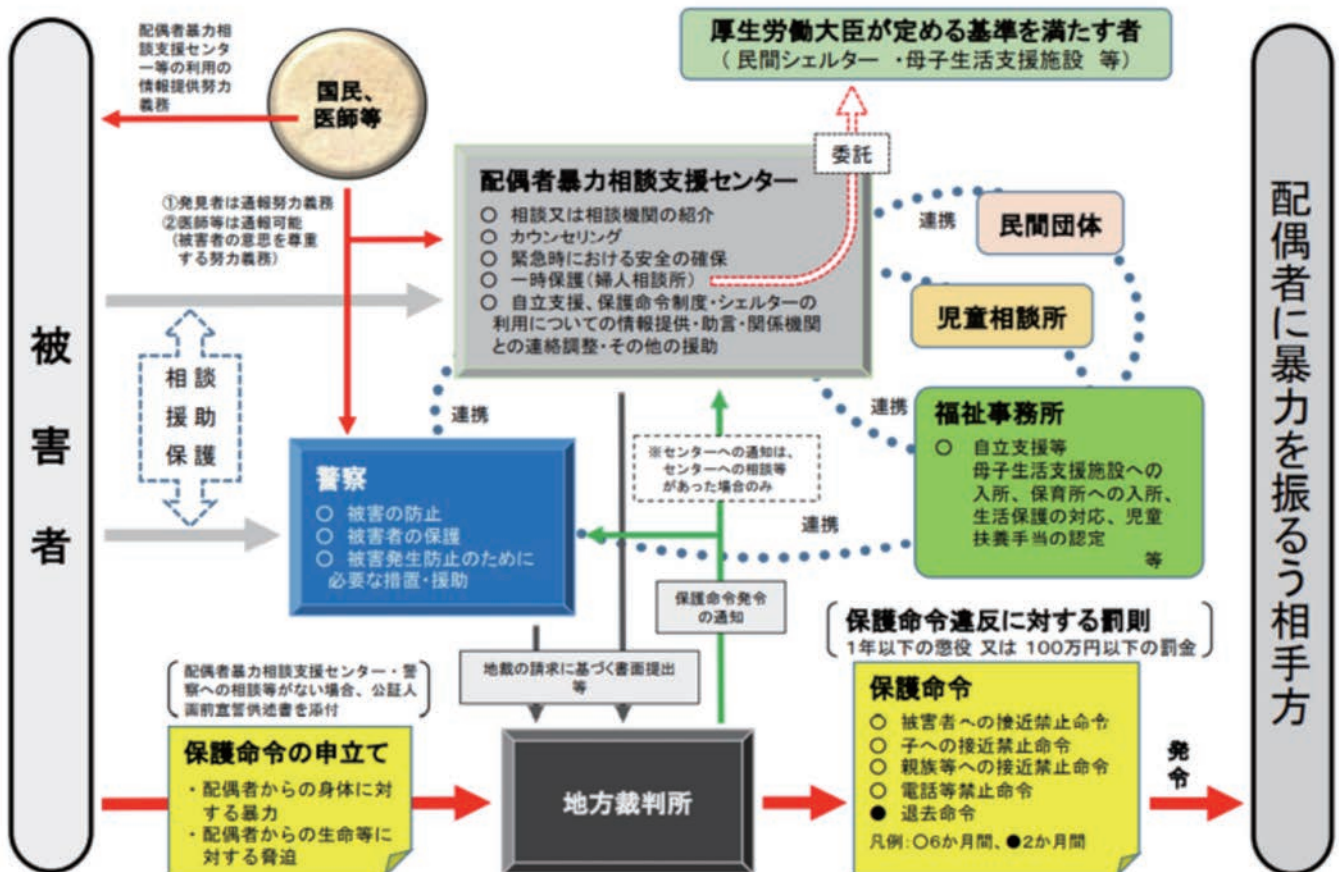 配偶者暴力相
談支援センタ
ー等の利用の
情報提供努力
義務
国民、
医師等
厚生労働大臣が定める基準を満たす者
（ 民間シェルター ・母子生活支援施設 等）
委託
配偶者暴力相談支援センター
○ 相談又は相談機関の紹介
○ カウンセリング
○ 緊急時における安全の確保
○ 一時保護（婦人相談所）
○ 自立支援、保護命令制度・シェルターの
利用についての情報提供・助言・関係機関
との連絡調整・その他の援助
①発見者は通報努力義務
②医師等は通報可能
（被害者の意思を尊重
する努力義務）
連携
民間団体
児童相談所
被害者
相談
援助
保護
連携
連携
福祉事務所
○ 自立支援等
母子生活支援施設への
入所、保育所への入所、
生活保護の対応、児童
扶養手当の認定
等
※センターへの通知は、
センターへの相談等
があった場合のみ
警察
○ 被害の防止
○ 被害者の保護
○ 被害発生防止のために
必要な措置・援助
連携
保護命令発令
の通知
地裁の請求に基づく書面提出
等
保護命令違反に対する罰則
1年以下の懲役 又は 100万円以下の罰金
配偶者暴力相談支援センター・警
察への相談等がない場合、公証人
面前宣誓供述書を添付
保護命令の申立て
・配偶者からの身体に対
する暴力
・配偶者からの生命等に
対する脅迫
地方裁判所
保護命令
○ 被害者への接近禁止命令
○ 子への接近禁止命令
○ 親族等への接近禁止命令
○ 電話等禁止命令
● 退去命令
凡例：○6か月間、●2か月間
発令
配偶者に暴力を振るう相手方